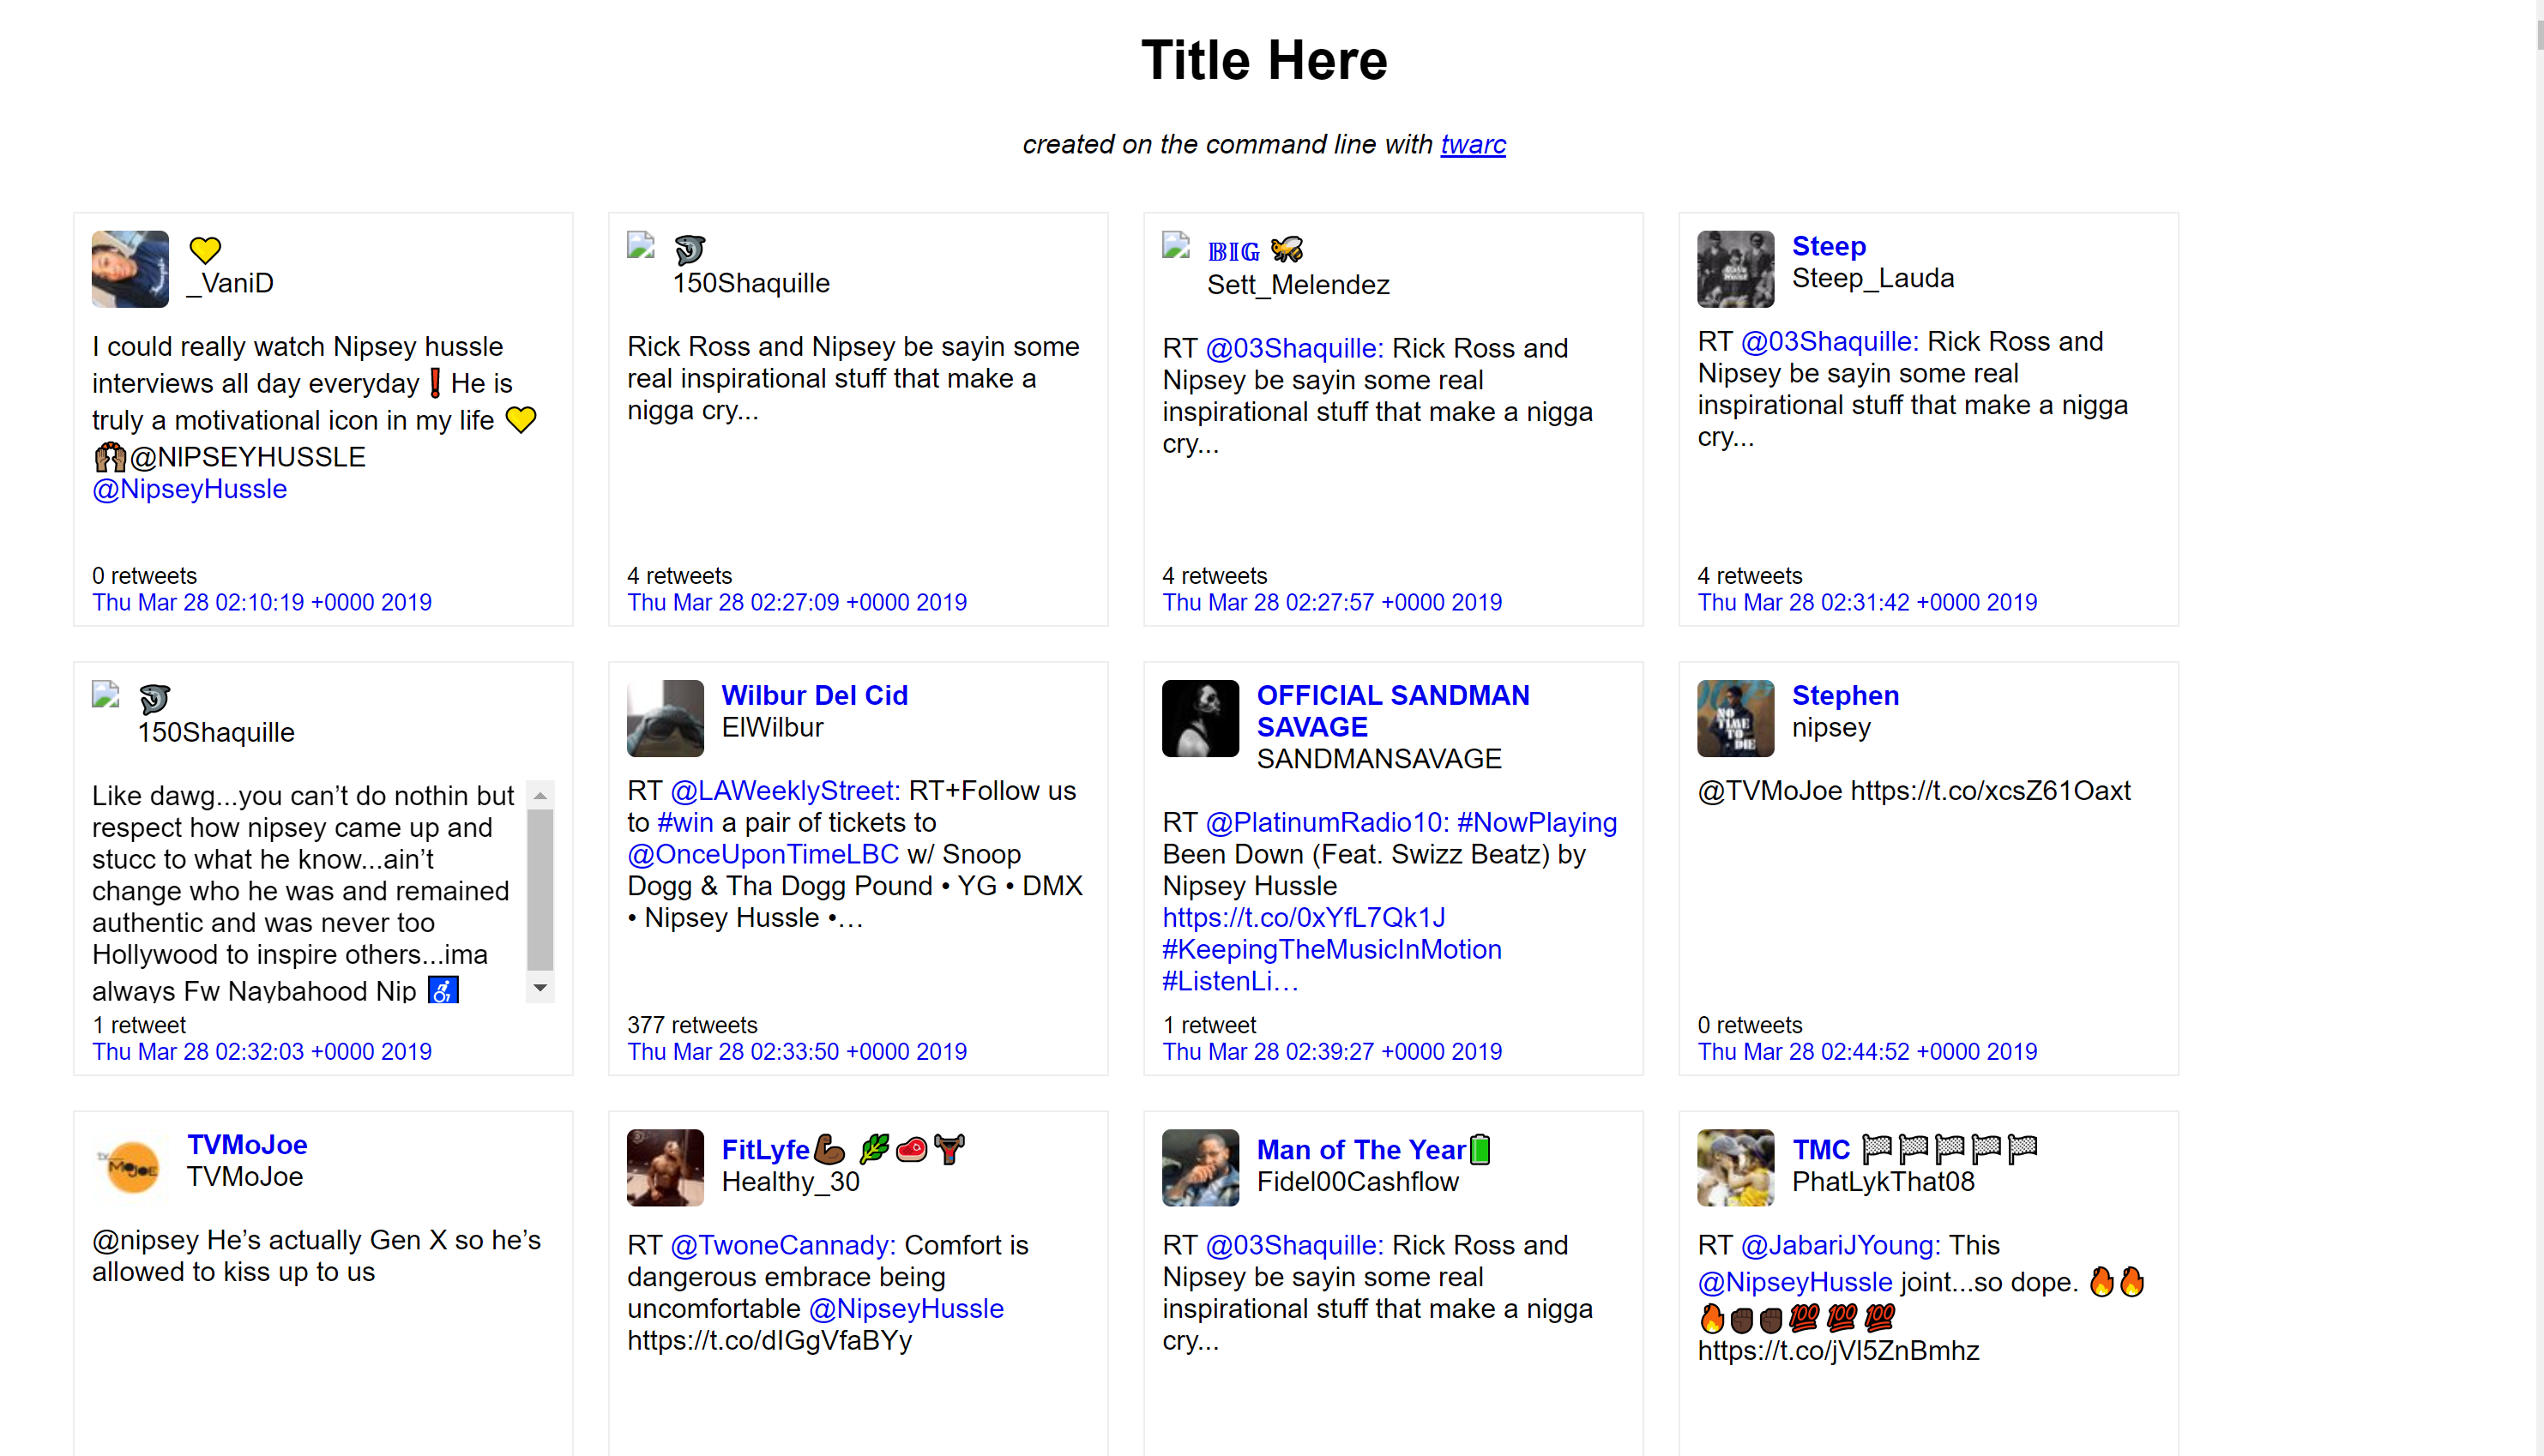 Title Here
created on the command line with twarc
💛
_VaniD
I could really watch Nipsey hussle
interviews all day everyday❗He is
truly a motivational icon in my life 💛
🙌🏽@NIPSEYHUSSLE
@NipseyHussle
0 retweets
Thu Mar 28 02:10:19 +0000 2019
🦈
150Shaquille
Rick Ross and Nipsey be sayin some
real inspirational stuff that make a
nigga cry...
4 retweets
Thu Mar 28 02:27:09 +0000 2019
𝔹𝕀𝔾 🐝
Sett_Melendez
RT @03Shaquille: Rick Ross and
Nipsey be sayin some real
inspirational stuff that make a nigga
cry...
4 retweets
Thu Mar 28 02:27:57 +0000 2019
Steep
Steep_Lauda
RT @03Shaquille: Rick Ross and
Nipsey be sayin some real
inspirational stuff that make a nigga
cry...
4 retweets
Thu Mar 28 02:31:42 +0000 2019
🦈
150Shaquille
Like dawg...you can’t do nothin but
respect how nipsey came up and
stucc to what he know...ain’t
change who he was and remained
authentic and was never too
Hollywood to inspire others...ima
always Fw Naybahood Nip ♿
1 retweet
Thu Mar 28 02:32:03 +0000 2019
Wilbur Del Cid
ElWilbur
RT @LAWeeklyStreet: RT+Follow us
to #win a pair of tickets to
@OnceUponTimeLBC w/ Snoop
Dogg & Tha Dogg Pound • YG • DMX
• Nipsey Hussle •…
377 retweets
Thu Mar 28 02:33:50 +0000 2019
OFFICIAL SANDMAN
SAVAGE
SANDMANSAVAGE
RT @PlatinumRadio10: #NowPlaying
Been Down (Feat. Swizz Beatz) by
Nipsey Hussle
https://t.co/0xYfL7Qk1J
#KeepingTheMusicInMotion
#ListenLi…
1 retweet
Thu Mar 28 02:39:27 +0000 2019
NO
TIME
TO
DIE
Stephen
nipsey
@TVMoJoe https://t.co/xcsZ61Oaxt
0 retweets
Thu Mar 28 02:44:52 +0000 2019
TV
MoJoe
TVMoJoe
TVMoJoe
@nipsey He’s actually Gen X so he’s
allowed to kiss up to us
FitLyfe💪🏾 🌿🥩🏋🏾
Healthy_30
RT @TwoneCannady: Comfort is
dangerous embrace being
uncomfortable @NipseyHussle
https://t.co/dIGgVfaBYy
Man of The Year🔋
Fidel00Cashflow
RT @03Shaquille: Rick Ross and
Nipsey be sayin some real
inspirational stuff that make a nigga
cry...
TMC 🏁🏁🏁🏁🏁
PhatLykThat08
RT @JabariJYoung: This
@NipseyHussle joint...so dope. 🔥🔥
🔥✊🏿✊🏿💯💯💯
https://t.co/jVl5ZnBmhz